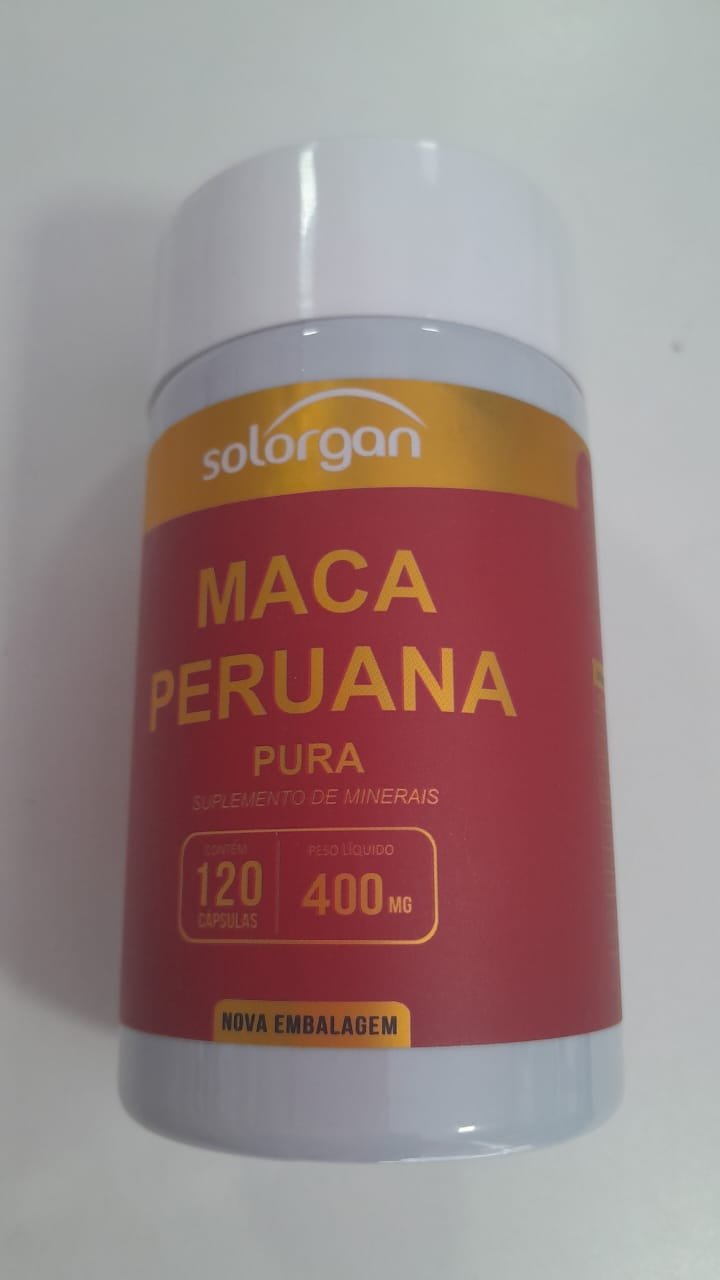 solorgan
MACA
PERUANA
PURA
SUPLEMENTO DE MINERAIS
CONTÉM
120
CÁPSULAS
PESO LÍQUIDO
400 MG
NOVA EMBALAGEM